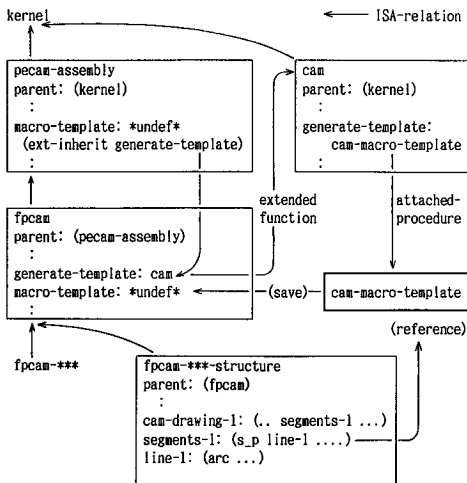 kernel
ISA-relation
pecam-assembly
parent: (kernel)
:
macro-template: *undef*
(ext-inherit generate-template)
:
cam
parent: (kernel)
:
generate-template:
cam-macro-template
:
extended
function
attached-
procedure
fpcam
parent: (pecam-assembly)
:
generate-template: cam
macro-template: *undef*
:
(save)
cam-macro-template
(reference)
fpcam-***
fpcam-***-structure
parent: (fpcam)
:
cam-drawing-1: (.. segments-1 ...)
segments-1: (s_p line-1 ....)
line-1: (arc ...)